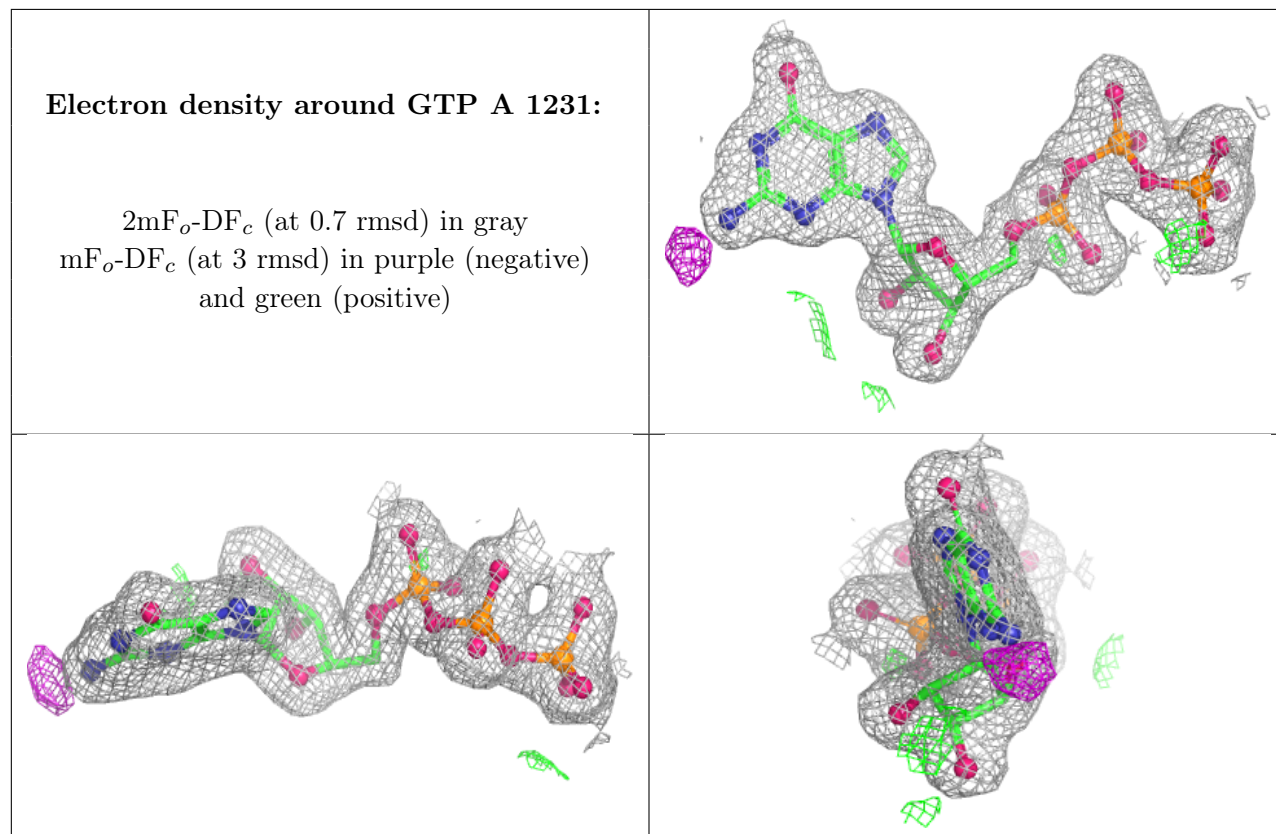 Electron density around GTP A 1231:
2mFo-DFc (at 0.7 rmsd) in gray
mFo-DFc (at 3 rmsd) in purple (negative)
and green (positive)